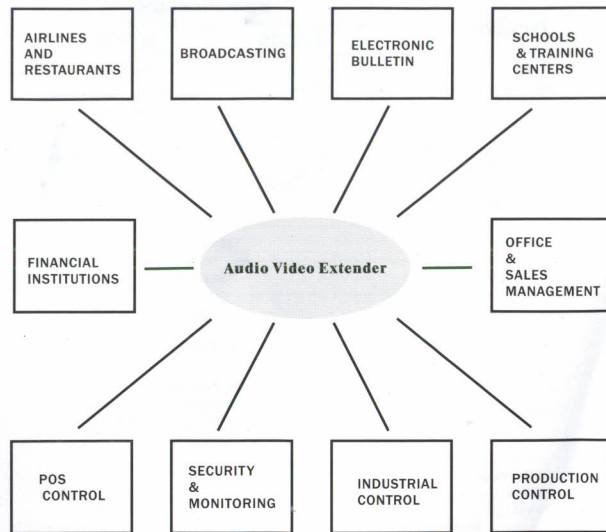 AIRLINES
AND
RESTAURANTS
BROADCASTING
ELECTRONIC
BULLETIN
SCHOOLS
& TRAINING
CENTERS
FINANCIAL
INSTITUTIONS
Audio Video Extender
OFFICE
&
SALES
MANAGEMENT
POS
CONTROL
SECURITY
&
MONITORING
INDUSTRIAL
CONTROL
PRODUCTION
CONTROL